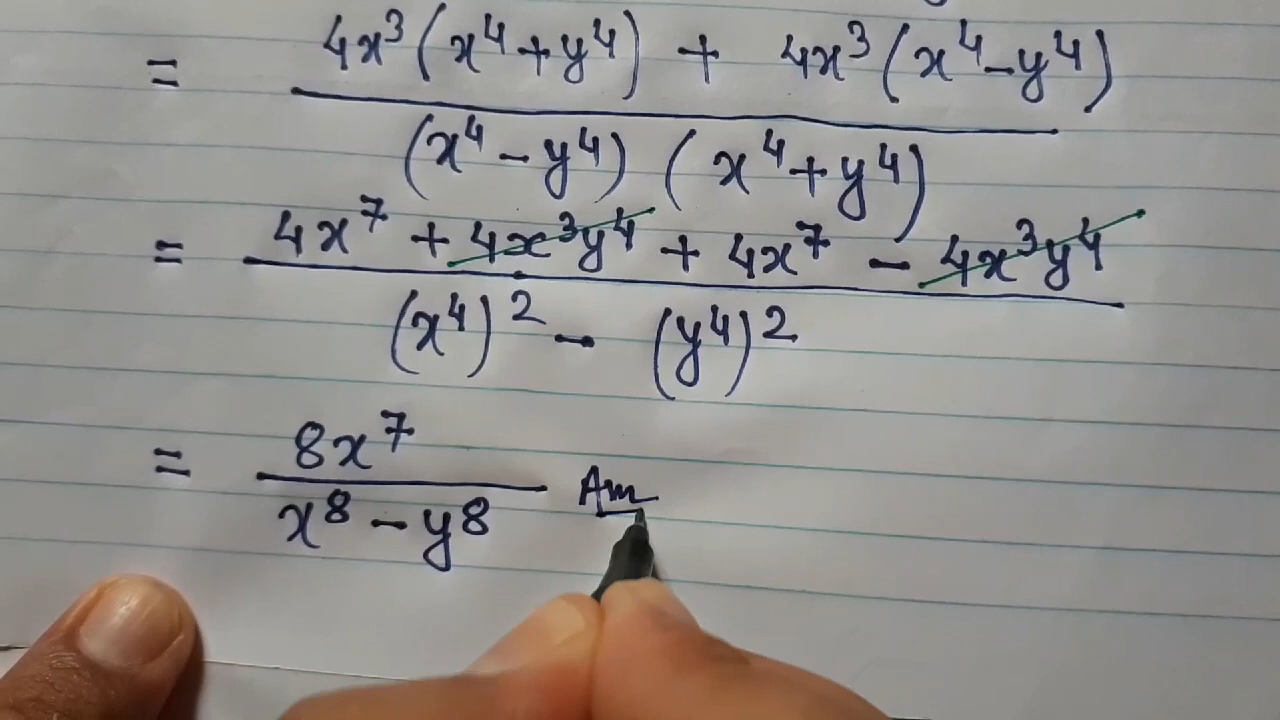 = 4x³(x⁴+y⁴) + 4x³(x⁴-y⁴)
(x⁴-y⁴) (x⁴+y⁴)
= 4x⁷ + 4x³y⁴ + 4x⁷ - 4x³y⁴
(x⁴)² - (y⁴)²
= 8x⁷
x⁸ - y⁸ Ans